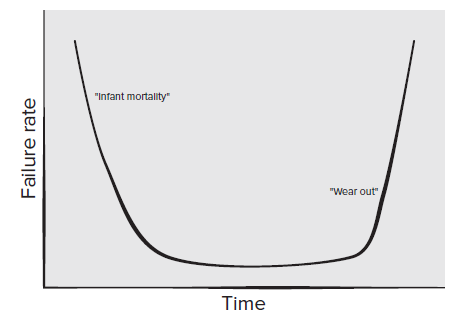 "Infant mortality"
"Wear out"
Failure rate
Time